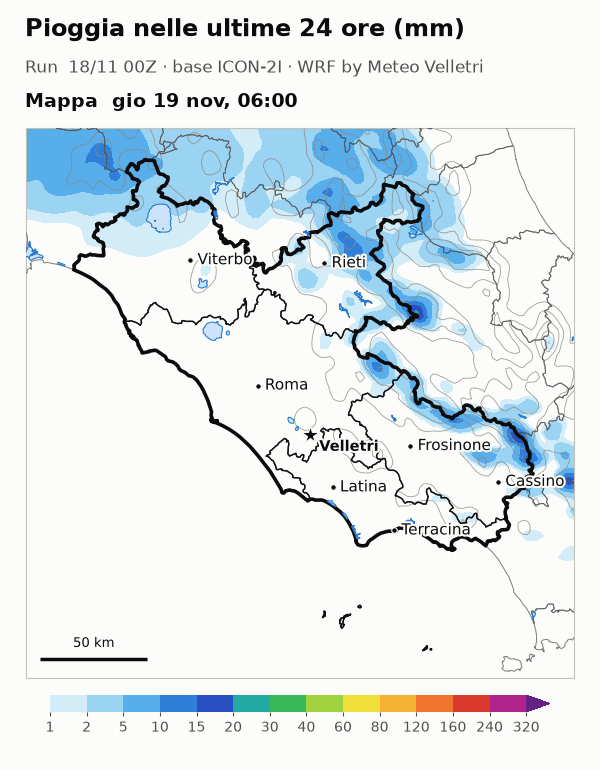 Pioggia nelle ultime 24 ore (mm)
Run  18/11 00Z · base ICON-2I · WRF by Meteo Velletri
Mappa  gio 19 nov, 06:00
Viterbo
Rieti
Roma
Velletri
Frosinone
Cassino
Latina
Terracina
50 km
1 2 5 10 15 20 30 40 60 80 120 160 240 320